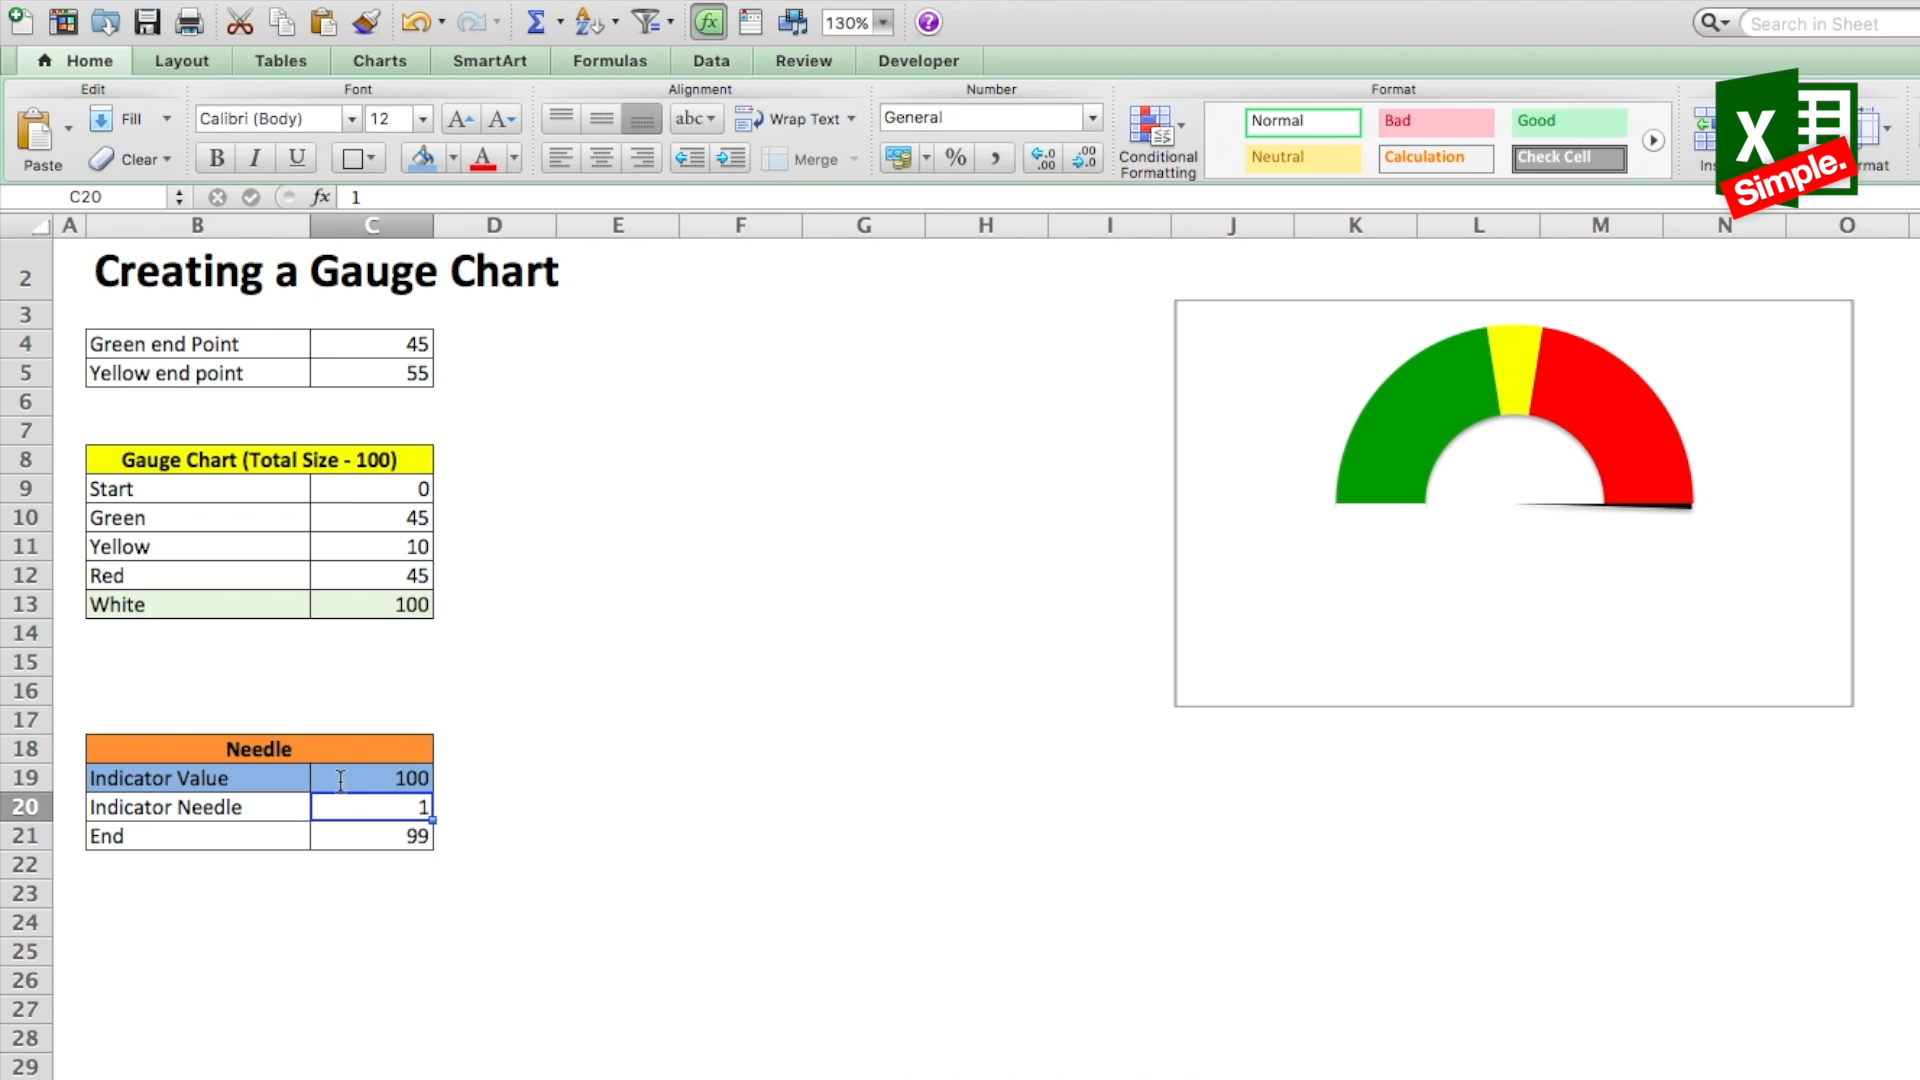 130%
Search in Sheet
Home Layout Tables Charts SmartArt Formulas Data Review Developer
Edit Font Alignment Number Format
Fill Calibri (Body) 12 A A abc Wrap Text General Normal Bad Good
Paste Clear B I U A Merge % , .0 .00 .00 .0 Conditional Formatting Neutral Calculation Check Cell
X Simple.
C20 fx 1
A B C D E F G H I J K L M N O
2 Creating a Gauge Chart
3
4 Green end Point 45
5 Yellow end point 55
6
7
8 Gauge Chart (Total Size - 100)
9 Start 0
10 Green 45
11 Yellow 10
12 Red 45
13 White 100
14
15
16
17
18 Needle
19 Indicator Value 100
20 Indicator Needle 1
21 End 99
22
23
24
25
26
27
28
29